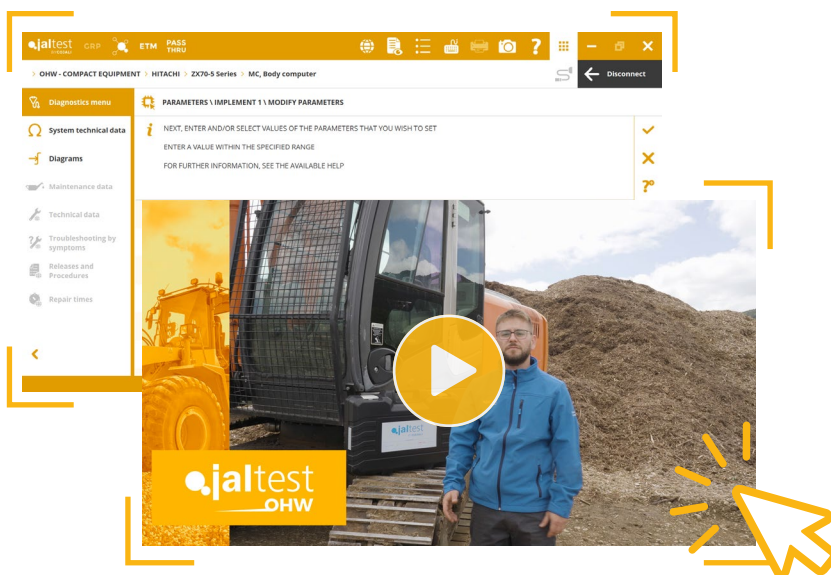 jaltest GRP ETM PASS THRU ?
OHW - COMPACT EQUIPMENT > HITACHI > ZX70-5 Series > MC, Body computer
Disconnect
Diagnostics menu
PARAMETERS \ IMPLEMENT 1 \ MODIFY PARAMETERS
System technical data
Diagrams
Maintenance data
Technical data
Troubleshooting by
symptoms
Releases and
Procedures
Repair times
NEXT, ENTER AND/OR SELECT VALUES OF THE PARAMETERS THAT YOU WISH TO SET
ENTER A VALUE WITHIN THE SPECIFIED RANGE
FOR FURTHER INFORMATION, SEE THE AVAILABLE HELP
jaltest
jaltest
OHW